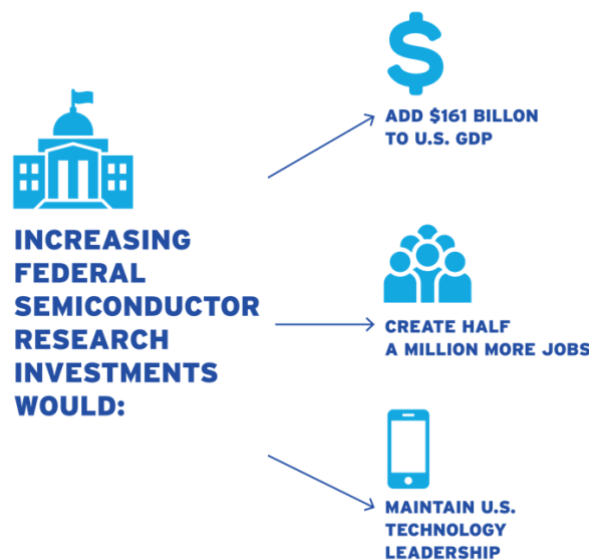 INCREASING
FEDERAL
SEMICONDUCTOR
RESEARCH
INVESTMENTS
WOULD:
$
ADD $161 BILLON
TO U.S. GDP
CREATE HALF
A MILLION MORE JOBS
MAINTAIN U.S.
TECHNOLOGY
LEADERSHIP